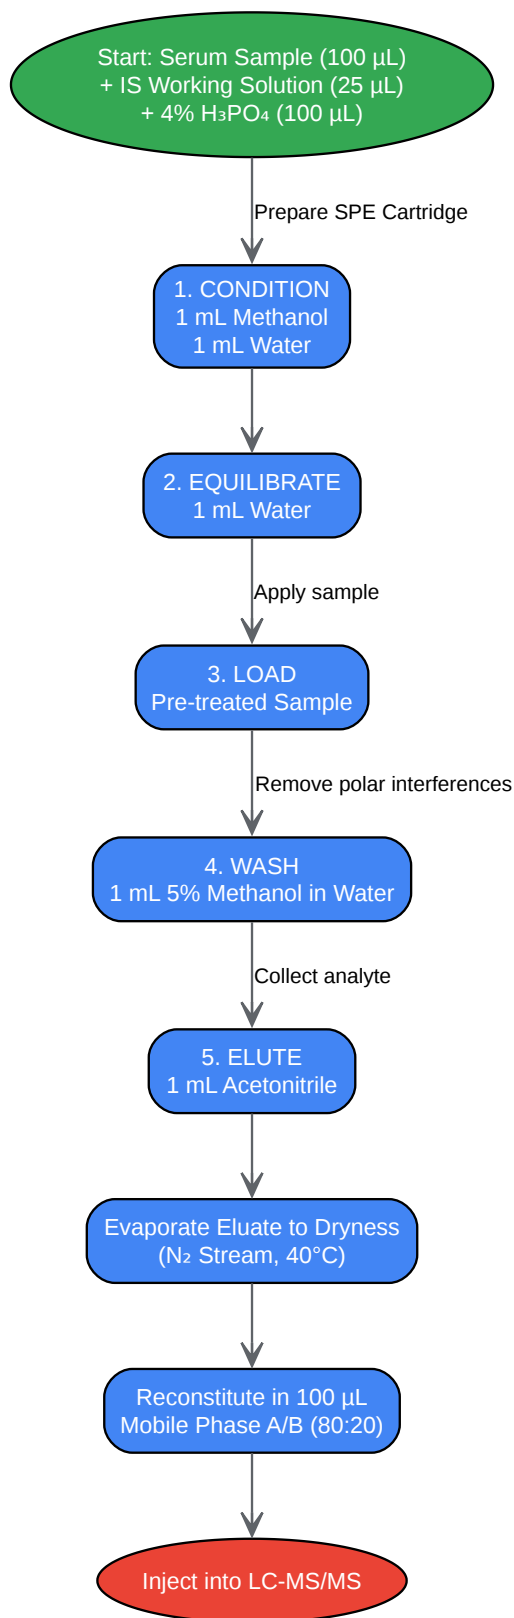 Start: Serum Sample (100 µL)
+ IS Working Solution (25 µL)
+ 4% H₃PO₄ (100 µL)
Prepare SPE Cartridge
1. CONDITION
1 mL Methanol
1 mL Water
2. EQUILIBRATE
1 mL Water
Apply sample
3. LOAD
Pre-treated Sample
Remove polar interferences
4. WASH
1 mL 5% Methanol in Water
Collect analyte
5. ELUTE
1 mL Acetonitrile
Evaporate Eluate to Dryness
(N₂ Stream, 40°C)
Reconstitute in 100 µL
Mobile Phase A/B (80:20)
Inject into LC-MS/MS